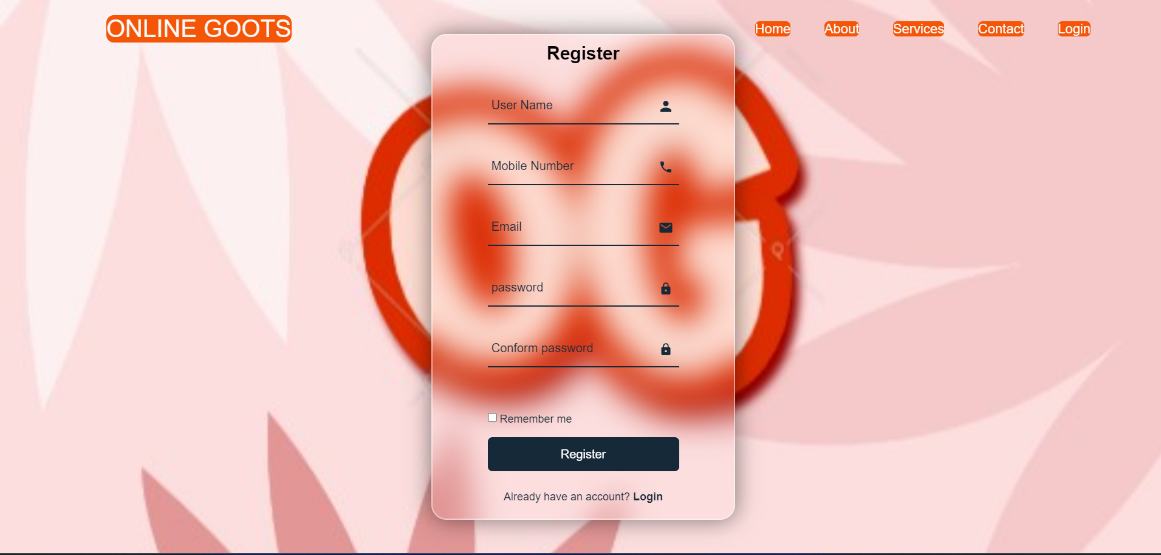 ONLINE GOOTS
Home About Services Contact Login
Register
User Name
Mobile Number
Email
password
Conform password
Remember me
Register
Already have an account? Login